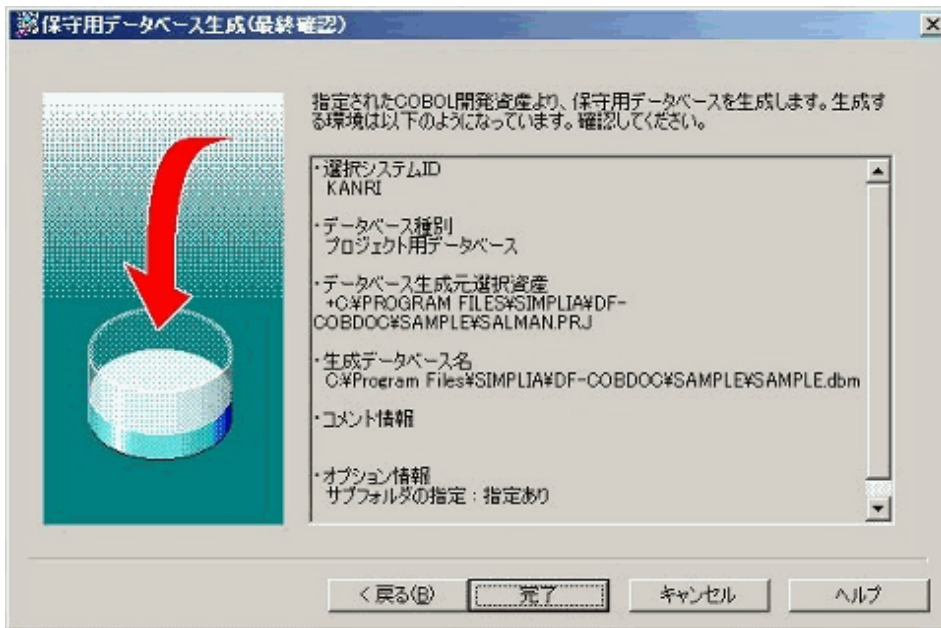 保守用データベース生成(最終確認)
指定されたCOBOL開発資産より、保守用データベースを生成します。生成す
る環境は以下のようになっています。確認してください。
・選択システムID
KANRI
・データベース種別
プロジェクト用データベース
・データベース生成元選択資産
+C:¥PROGRAM FILES¥SIMPLIA¥DF-
COBDOC¥SAMPLE¥SALMAN.PRJ
・生成データベース名
C:¥Program Files¥SIMPLIA¥DF-COBDOC¥SAMPLE¥SAMPLE.dbm
・コメント情報
・オプション情報
サブフォルダの指定：指定あり
< 戻る(B)
完了
キャンセル
ヘルプ